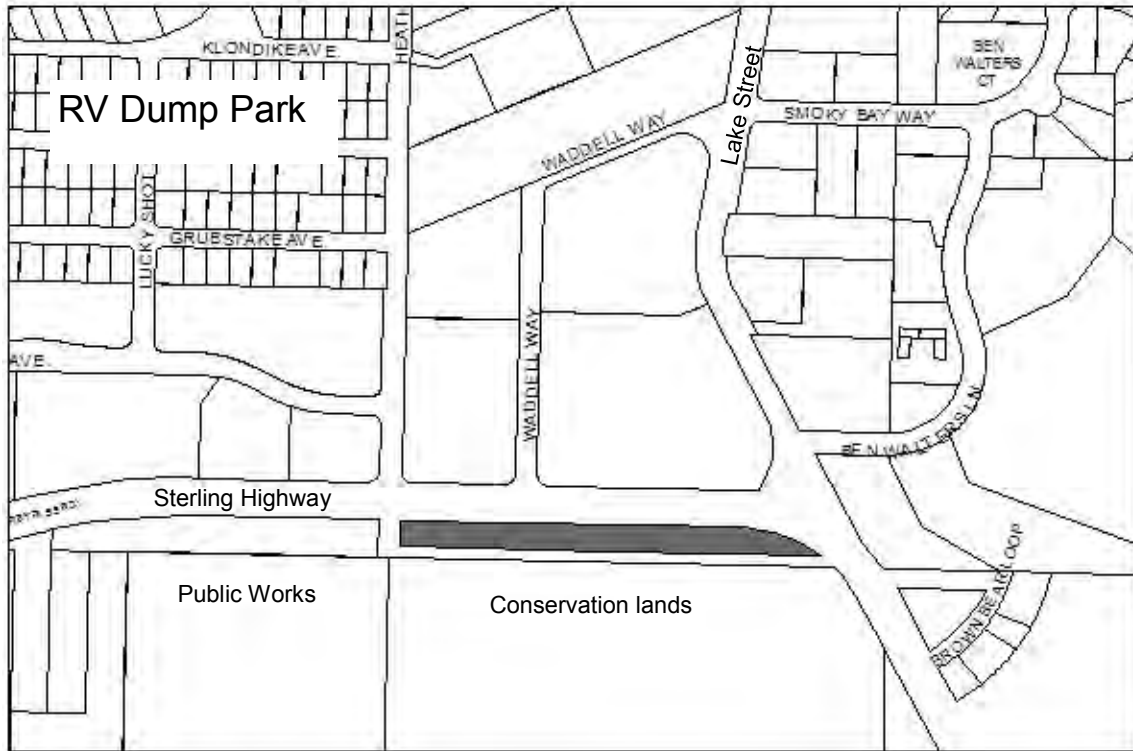 KLONDIKE AVE.
HEATH
RV Dump Park
Lake Street
BEN
WALTERS
CT
SMOKY BAY WAY
WADDELL WAY
LUCKY SHOT
GRUBSTAKE AVE.
AVE.
WADDELL WAY
BEN WALTERS LN
Sterling Highway
BROWN BEAR LOOP
Public Works
Conservation lands